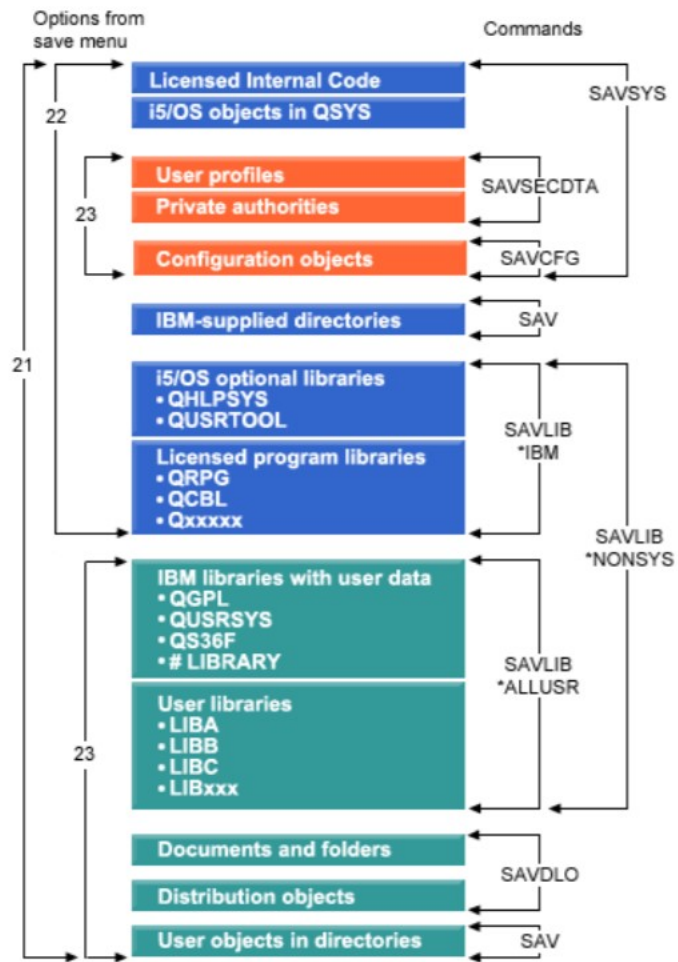 Options from
save menu
Commands
Licensed Internal Code
i5/OS objects in QSYS
22
SAVSYS
User profiles
Private authorities
23
SAVSECDTA
Configuration objects
SAVCFG
IBM-supplied directories
SAV
21
i5/OS optional libraries
• QHLPSYS
• QUSRTOOL
Licensed program libraries
• QRPG
• QCBL
• Qxxxxx
SAVLIB
*IBM
SAVLIB
*NONSYS
IBM libraries with user data
• QGPL
• QUSRSYS
• QS36F
• # LIBRARY
User libraries
• LIBA
• LIBB
• LIBC
• LIBxxx
SAVLIB
*ALLUSR
23
Documents and folders
Distribution objects
SAVDLO
User objects in directories
SAV